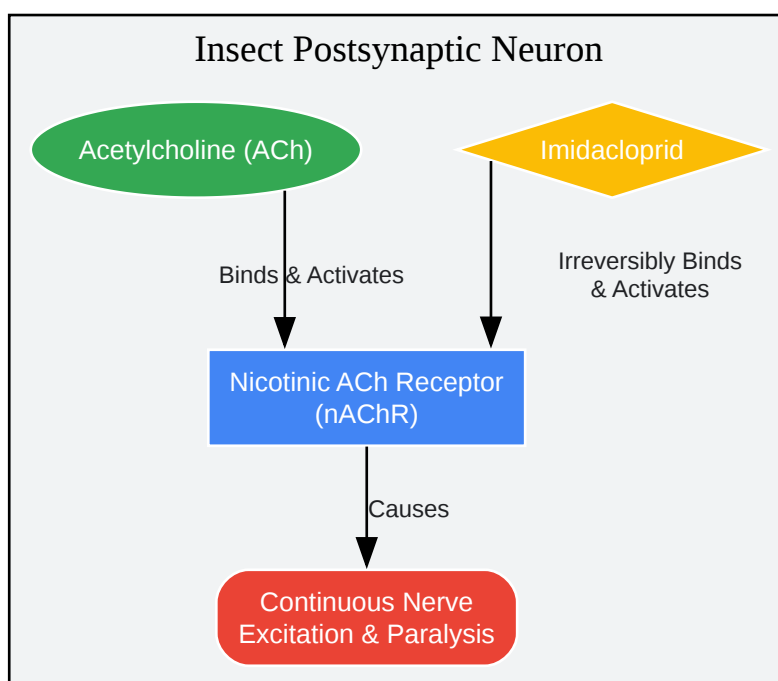 Insect Postsynaptic Neuron
Acetylcholine (ACh)
Imidacloprid
Binds & Activates
Irreversibly Binds
& Activates
Nicotinic ACh Receptor
(nAChR)
Causes
Continuous Nerve
Excitation & Paralysis